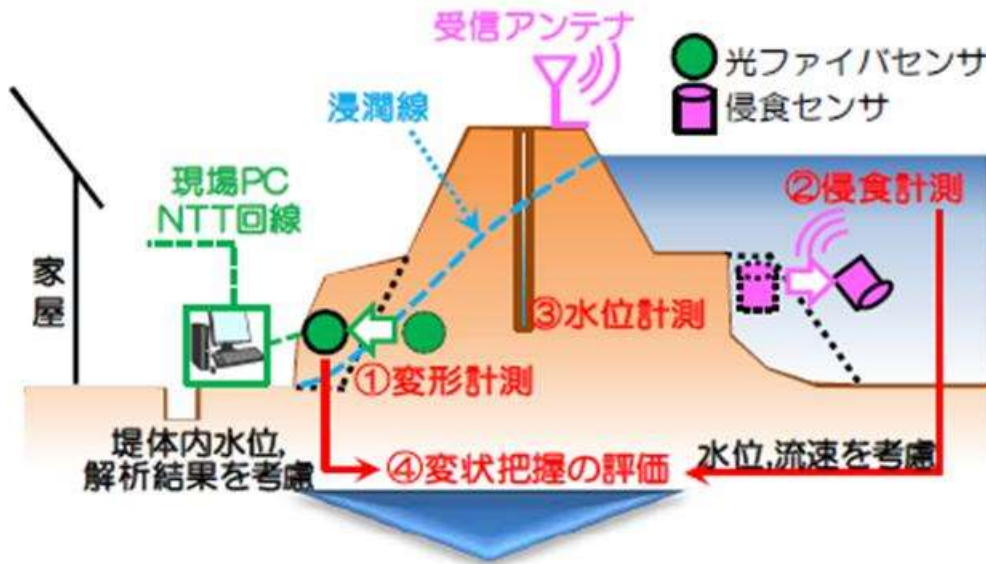 受信アンテナ
光ファイバセンサ
侵食センサ
浸潤線
現場PC
NTT回線
②侵食計測
家屋
③水位計測
①変形計測
堤体内水位,
解析結果を考慮
④変状把握の評価
水位,流速を考慮